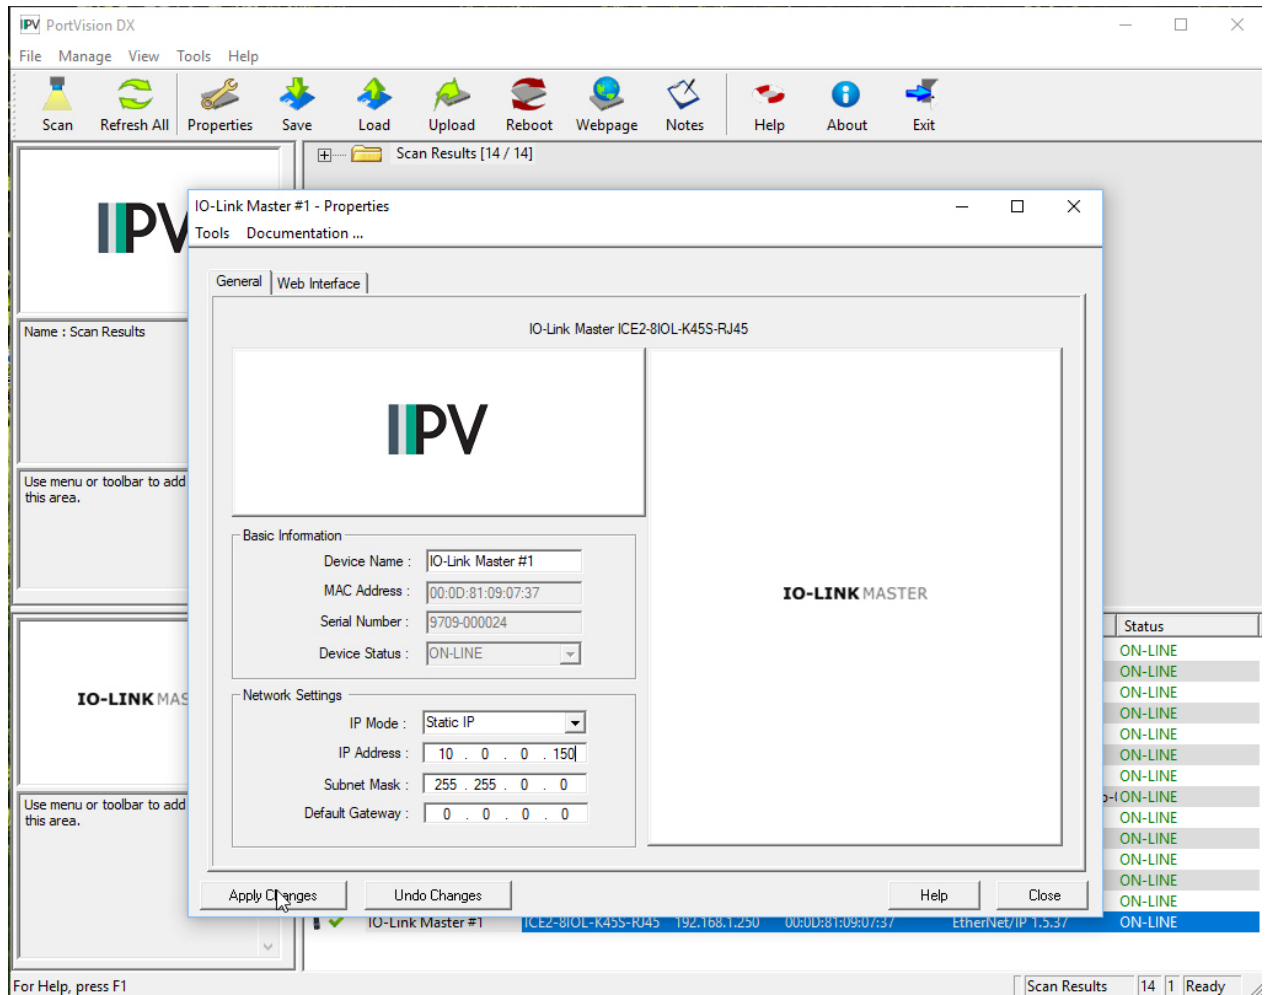 IPV PortVision DX
File Manage View Tools Help
Scan Refresh All Properties Save Load Upload Reboot Webpage Notes Help About Exit
Scan Results [14 / 14]
PV
Name : Scan Results
Use menu or toolbar to add
this area.
IO-LINK MAS
Use menu or toolbar to add
this area.
IO-Link Master #1 - Properties
Tools Documentation ...
General Web Interface
IO-Link Master ICE2-8IOL-K45S-RJ45
PV
IO-LINK MASTER
Basic Information
Device Name : IO-Link Master #1
MAC Address : 00:0D:81:09:07:37
Serial Number : 9709-000024
Device Status : ON-LINE
Network Settings
IP Mode : Static IP
IP Address : 10 . 0 . 0 . 150
Subnet Mask : 255 . 255 . 0 . 0
Default Gateway : 0 . 0 . 0 . 0
Apply Changes Undo Changes Help Close
Status
ON-LINE
ON-LINE
ON-LINE
ON-LINE
ON-LINE
ON-LINE
ON-LINE
ON-LINE
ON-LINE
ON-LINE
ON-LINE
ON-LINE
ON-LINE
IO-Link Master #1 ICE2-8IOL-K45S-RJ45 192.168.1.250 00:0D:81:09:07:37 EtherNet/IP 1.5.37 ON-LINE
For Help, press F1 Scan Results 14 1 Ready